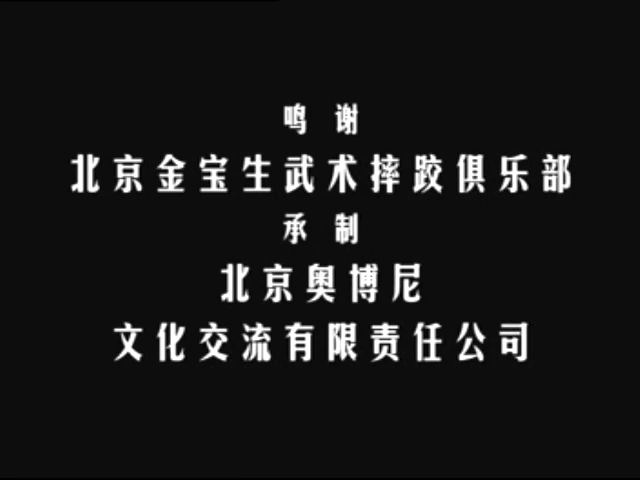 鸣谢
北京金宝生武术摔跤俱乐部
承制
北京奥博尼
文化交流有限责任公司